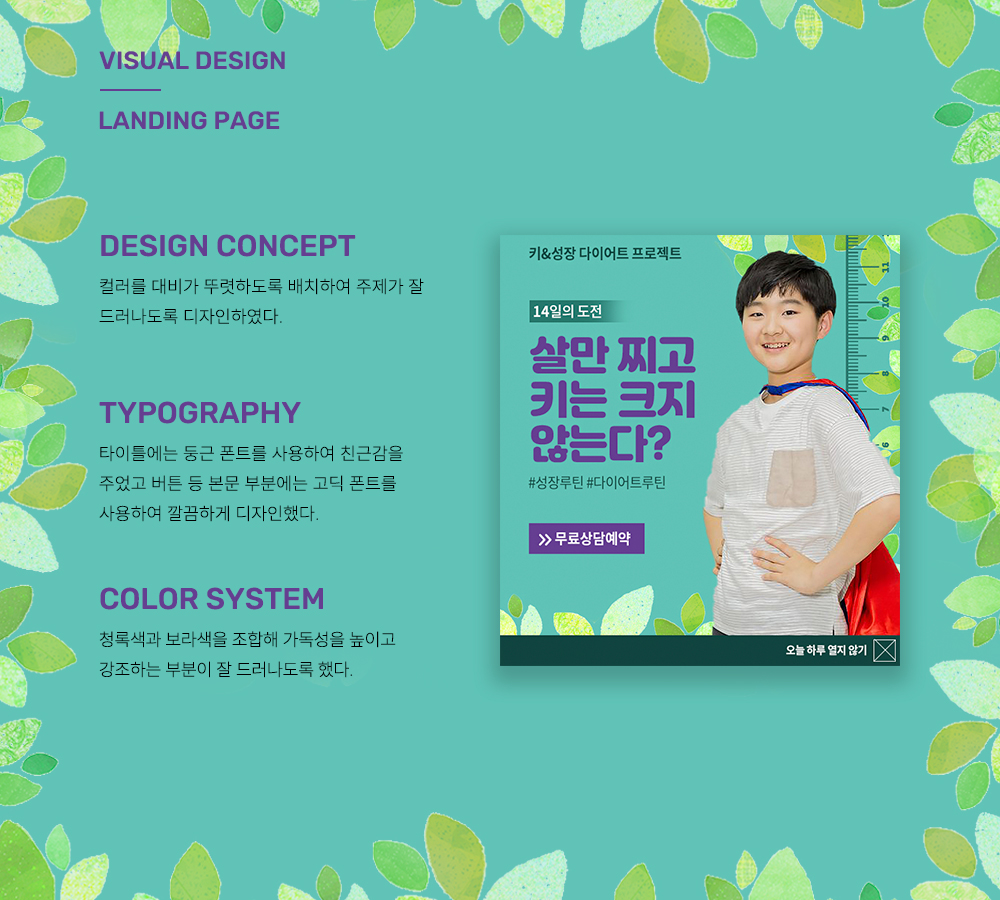 VISUAL DESIGN
LANDING PAGE
DESIGN CONCEPT
컬러를 대비가 뚜렷하도록 배치하여 주제가 잘
드러나도록 디자인하였다.
TYPOGRAPHY
타이틀에는 둥근 폰트를 사용하여 친근감을
주었고 버튼 등 본문 부분에는 고딕 폰트를
사용하여 깔끔하게 디자인했다.
COLOR SYSTEM
청록색과 보라색을 조합해 가독성을 높이고
강조하는 부분이 잘 드러나도록 했다.
키&성장 다이어트 프로젝트
14일의 도전
살만 찌고
키는 크지
않는다?
#성장루틴 #다이어트루틴
무료상담예약
11
10
9
8
7
6
오늘 하루 열지 않기